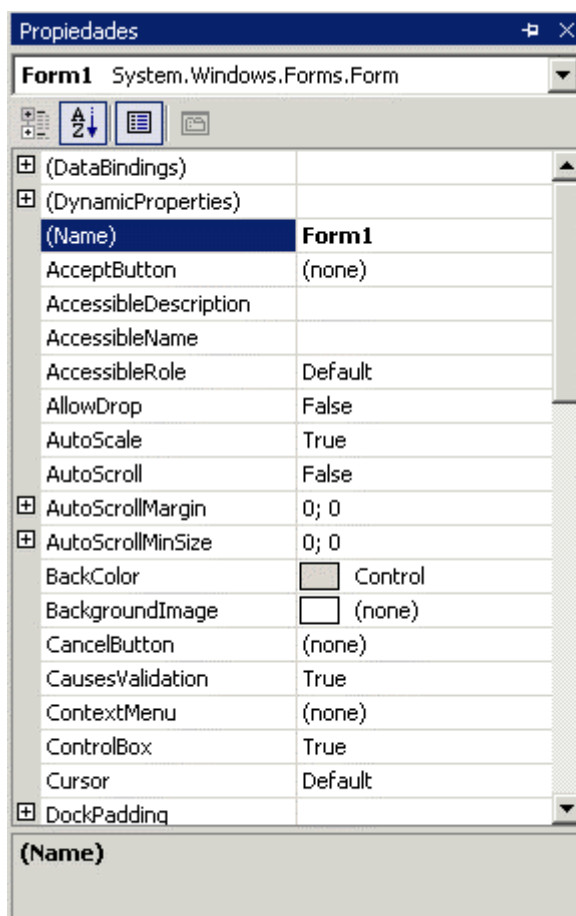 Propiedades
Form1 System.Windows.Forms.Form
(DataBindings)
(DynamicProperties)
(Name) Form1
AcceptButton (none)
AccessibleDescription
AccessibleName
AccessibleRole Default
AllowDrop False
AutoScale True
AutoScroll False
AutoScrollMargin 0; 0
AutoScrollMinSize 0; 0
BackColor Control
BackgroundImage (none)
CancelButton (none)
CausesValidation True
ContextMenu (none)
ControlBox True
Cursor Default
DockPadding
(Name)